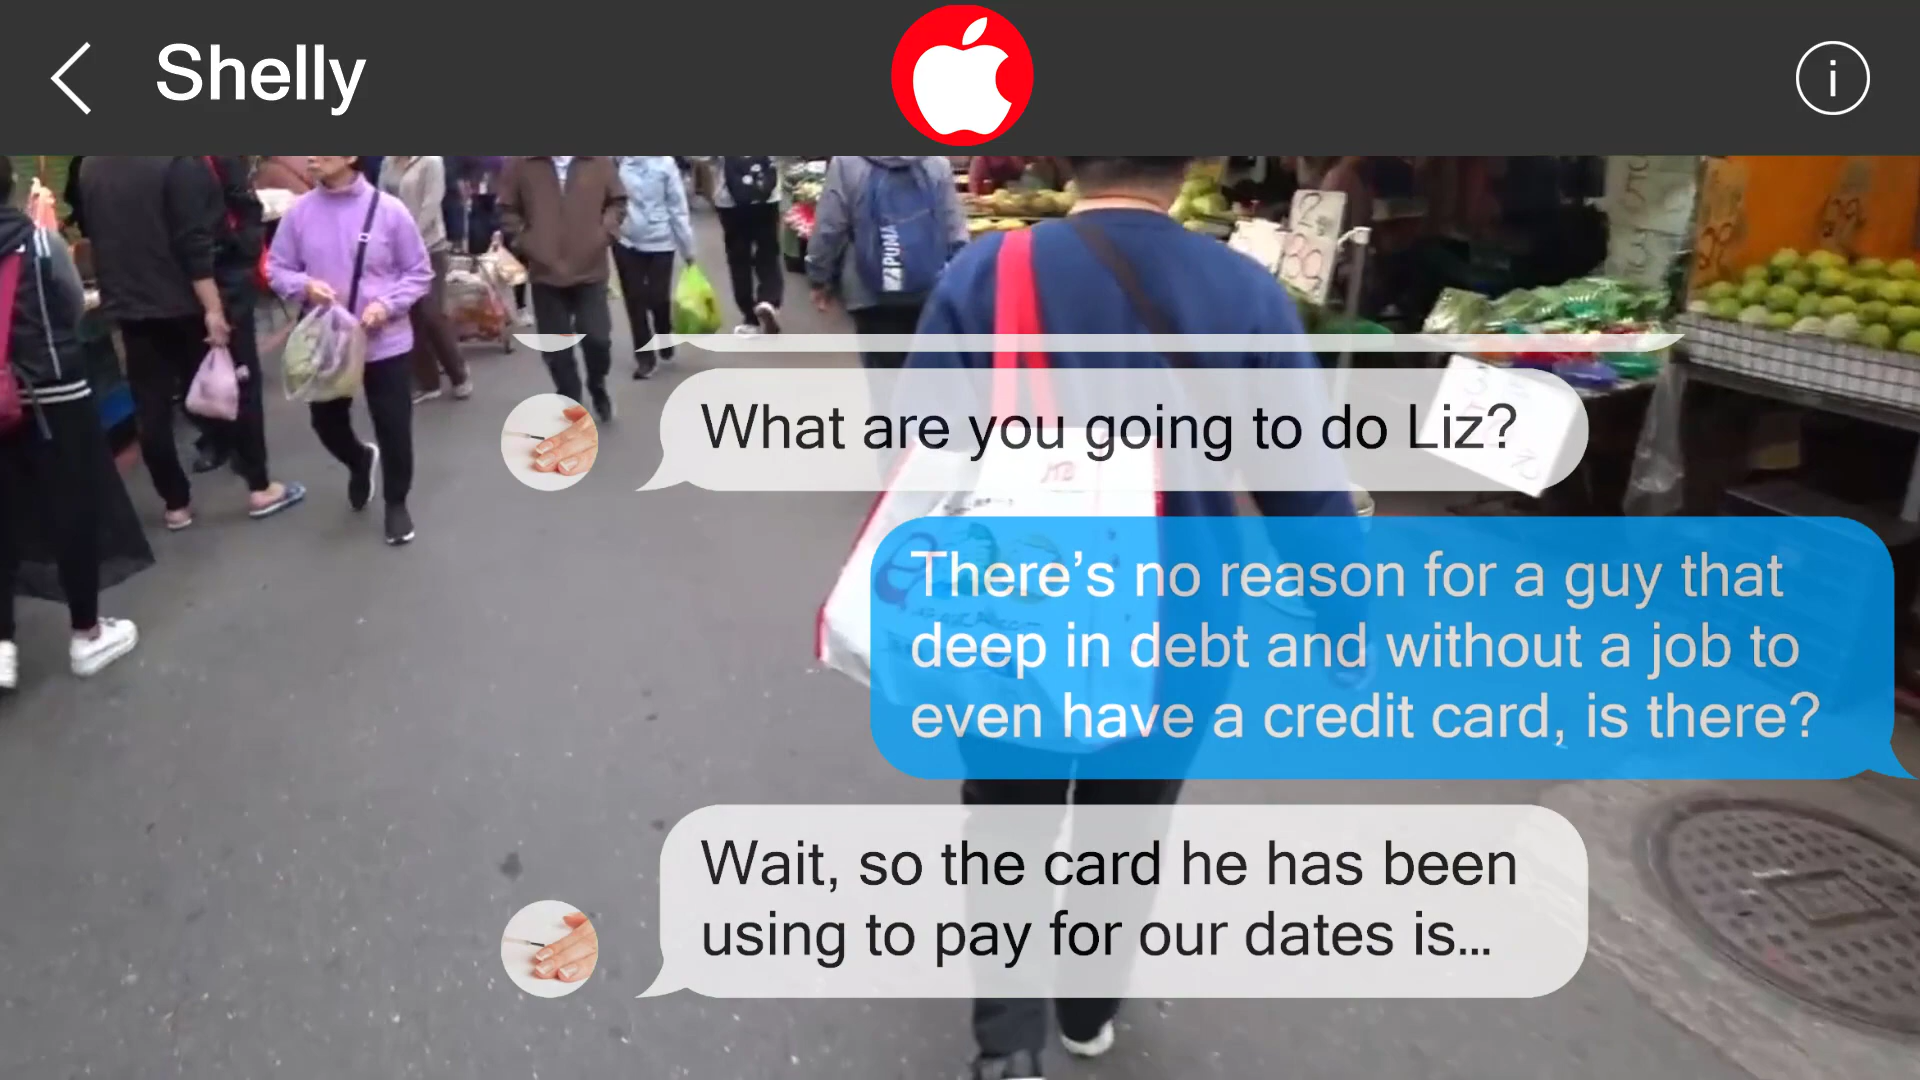 Shelly
PUMA
What are you going to do Liz?
There's no reason for a guy that
deep in debt and without a job to
even have a credit card, is there?
Wait, so the card he has been
using to pay for our dates is...